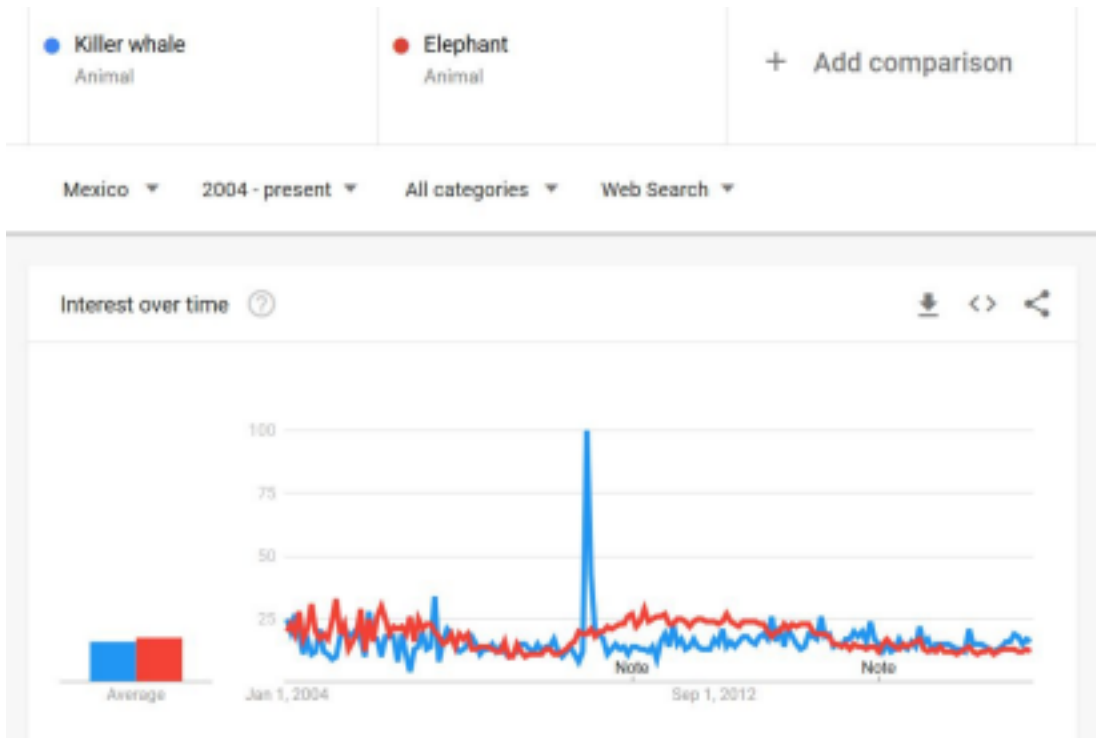 Killer whale
Animal
Elephant
Animal
+ Add comparison
Mexico
2004 - present
All categories
Web Search
Interest over time ?
100
75
50
25
Note
Note
Average
Jan 1, 2004
Sep 1, 2012